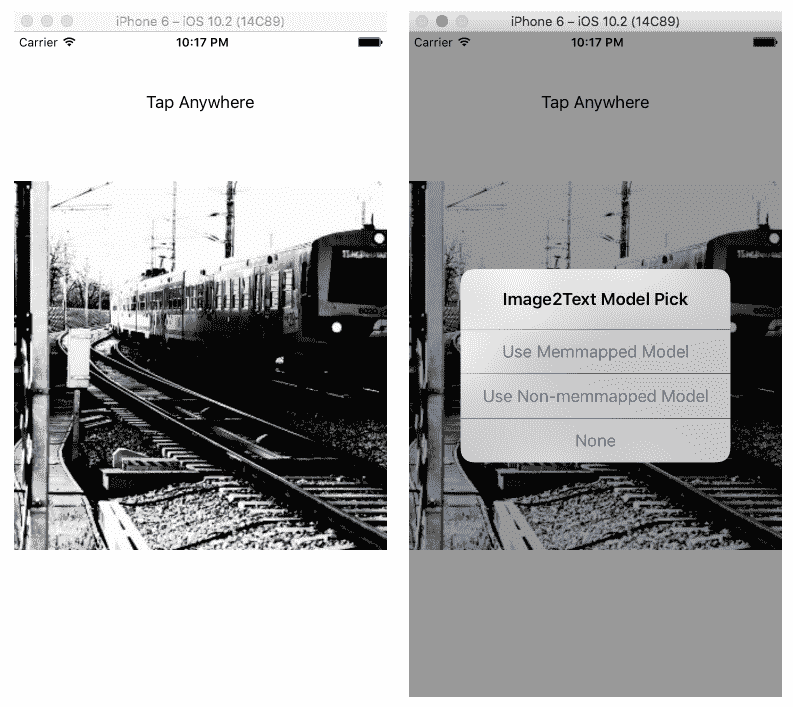 iPhone 6 – iOS 10.2 (14C89)
Carrier 10:17 PM
Tap Anywhere
iPhone 6 – iOS 10.2 (14C89)
Carrier 10:17 PM
Tap Anywhere
Image2Text Model Pick
Use Memmapped Model
Use Non-memmapped Model
None